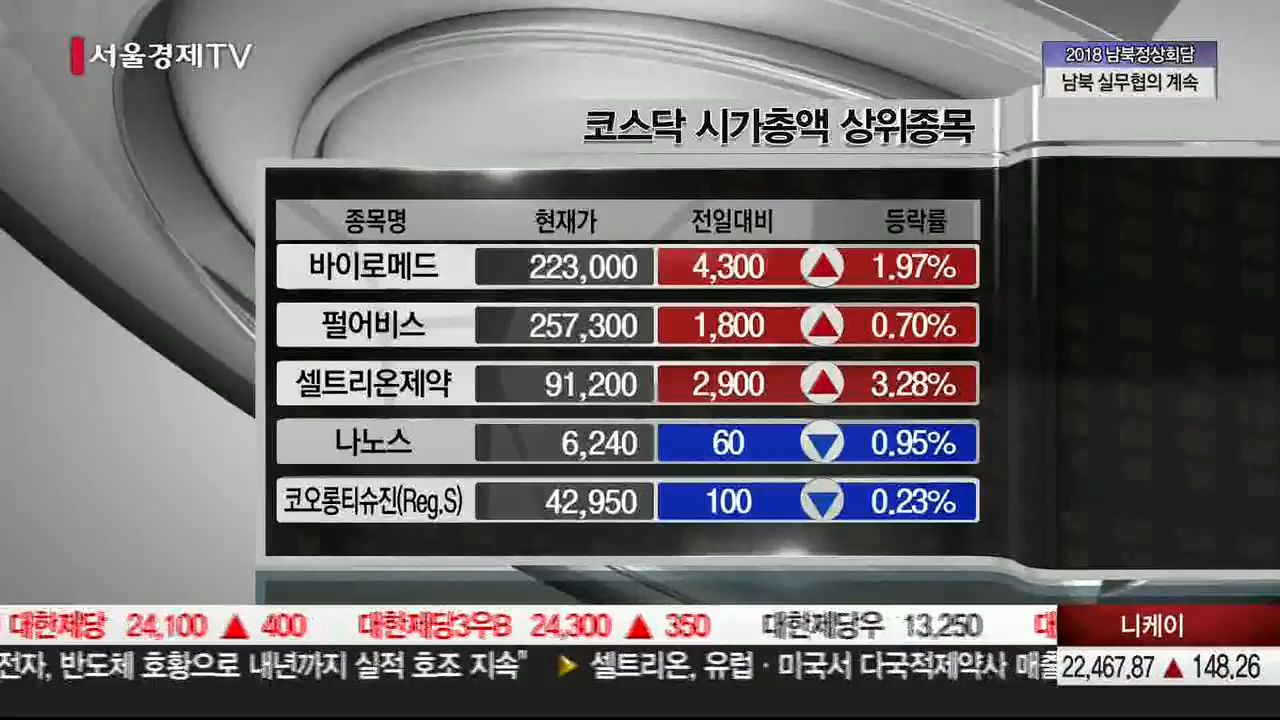 서울경제TV
2018 남북정상회담
남북 실무협의 계속
코스닥 시가총액 상위종목
종목명 현재가 전일대비 등락률
바이로메드 223,000 4,300 ▲ 1.97%
펄어비스 257,300 1,800 ▲ 0.70%
셀트리온제약 91,200 2,900 ▲ 3.28%
나노스 6,240 60 ▼ 0.95%
코오롱티슈진(Reg.S) 42,950 100 ▼ 0.23%
대한제당 24,100 ▲ 400 대한제당3우B 24,300 ▲ 350 대한제당우 13,250
니케이
전자, 반도체 호황으로 내년까지 실적 호조 지속" ▶ 셀트리온, 유럽·미국서 다국적제약사 매출
22,467.87 ▲ 148.26